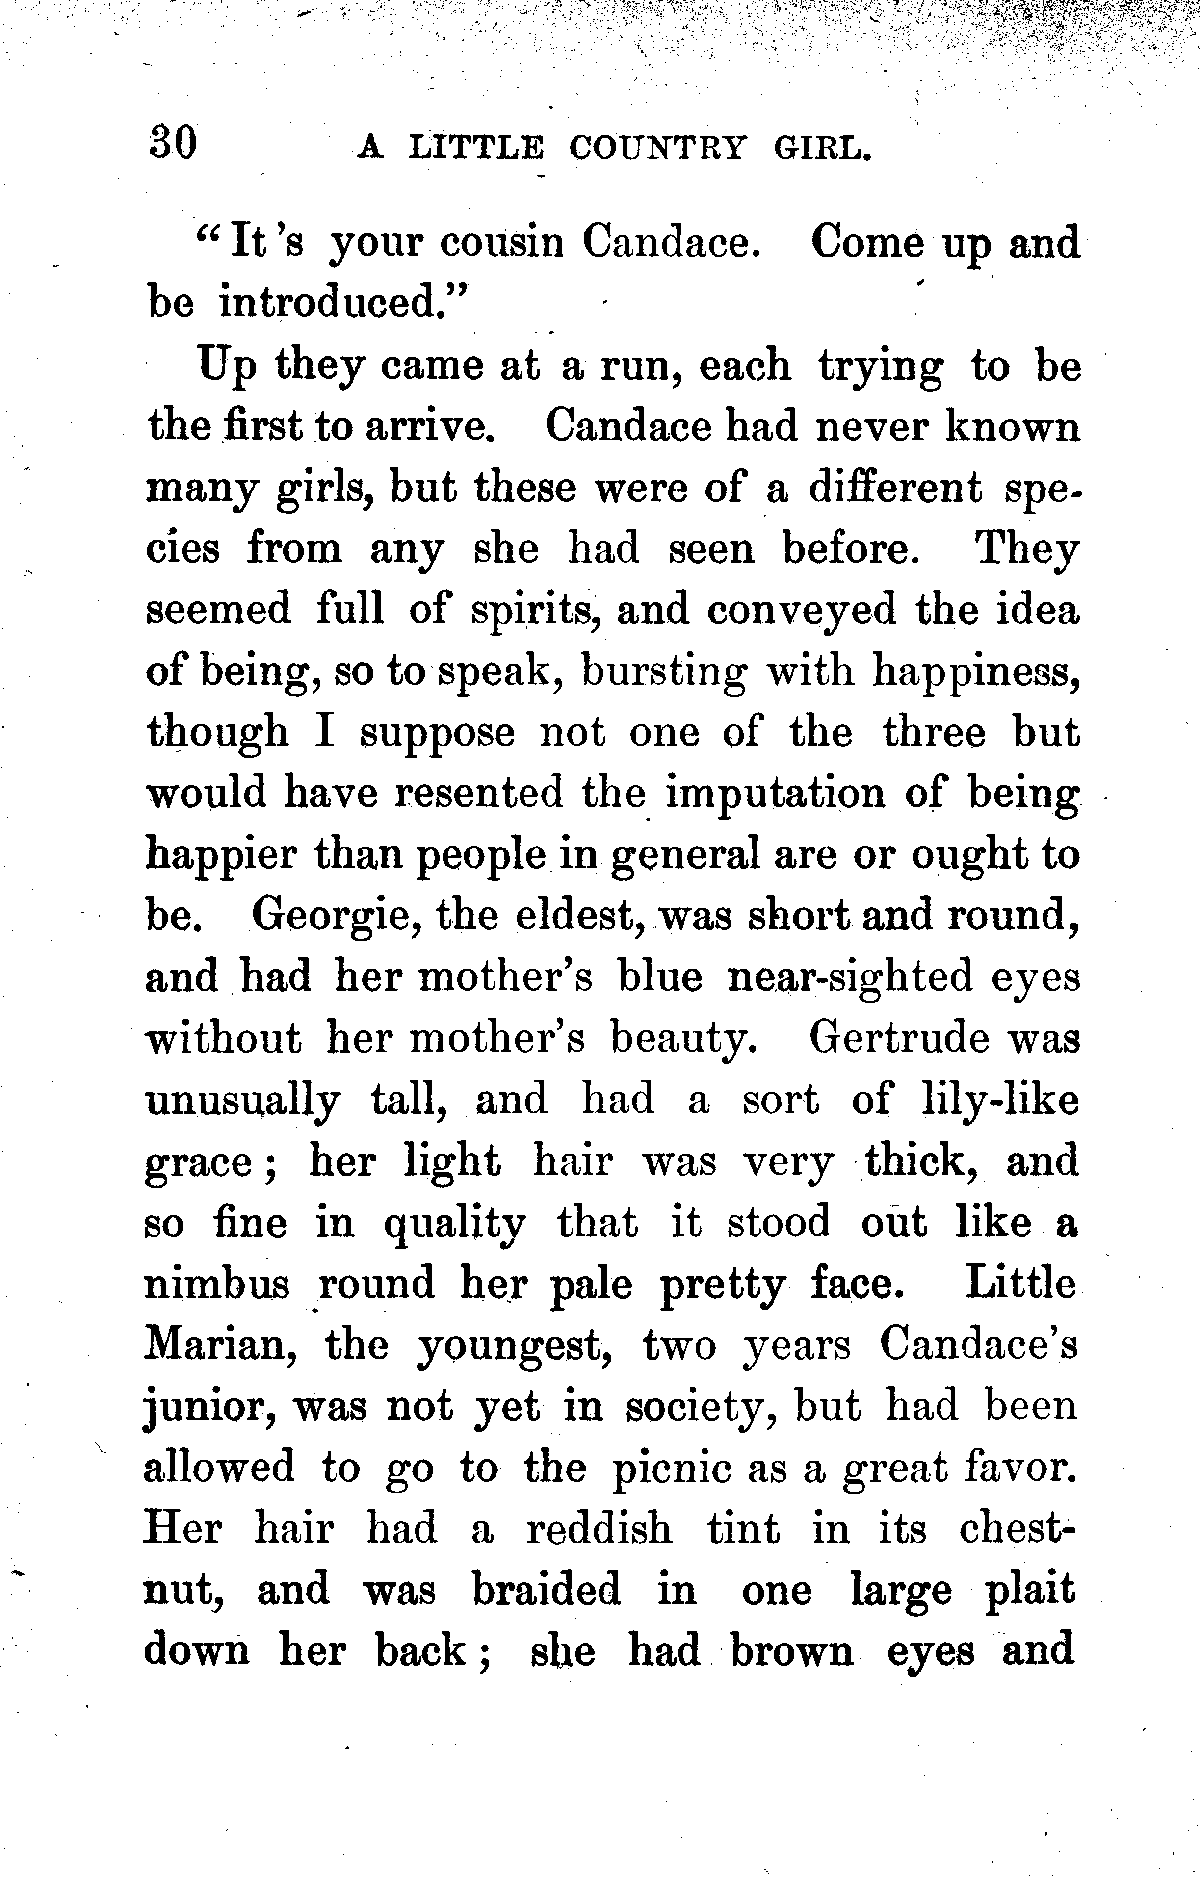 30 A LITTLE COUNTRY GIRL.
“It 's your cousin Candace. Come up and
be introduced.”
Up they came at a run, each trying to be
the first to arrive. Candace had never known
many girls, but these were of a different spe-
cies from any she had seen before. They
seemed full of spirits, and conveyed the idea
of being, so to speak, bursting with happiness,
though I suppose not one of the three but
would have resented the imputation of being
happier than people in general are or ought to
be. Georgie, the eldest, was short and round,
and had her mother's blue near-sighted eyes
without her mother's beauty. Gertrude was
unusually tall, and had a sort of lily-like
grace; her light hair was very thick, and
so fine in quality that it stood out like a
nimbus round her pale pretty face. Little
Marian, the youngest, two years Candace's
junior, was not yet in society, but had been
allowed to go to the picnic as a great favor.
Her hair had a reddish tint in its chest-
nut, and was braided in one large plait
down her back; she had brown eyes and